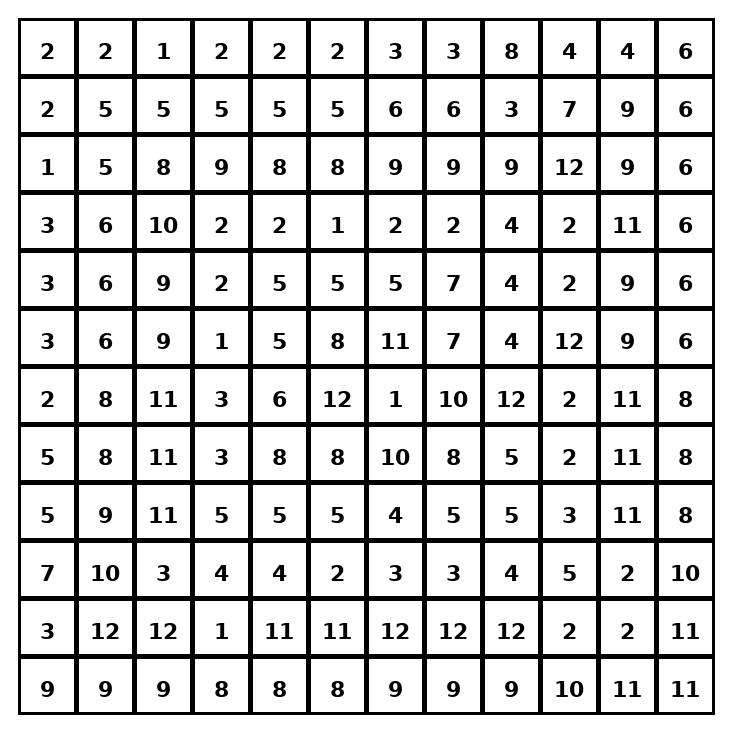 2 2 1 2 2 2 3 3 8 4 4 6
2 5 5 5 5 5 6 6 3 7 9 6
1 5 8 9 8 8 9 9 9 12 9 6
3 6 10 2 2 1 2 2 4 2 11 6
3 6 9 2 5 5 5 7 4 2 9 6
3 6 9 1 5 8 11 7 4 12 9 6
2 8 11 3 6 12 1 10 12 2 11 8
5 8 11 3 8 8 10 8 5 2 11 8
5 9 11 5 5 5 4 5 5 3 11 8
7 10 3 4 4 2 3 3 4 5 2 10
3 12 12 1 11 11 12 12 12 2 2 11
9 9 9 8 8 8 9 9 9 10 11 11